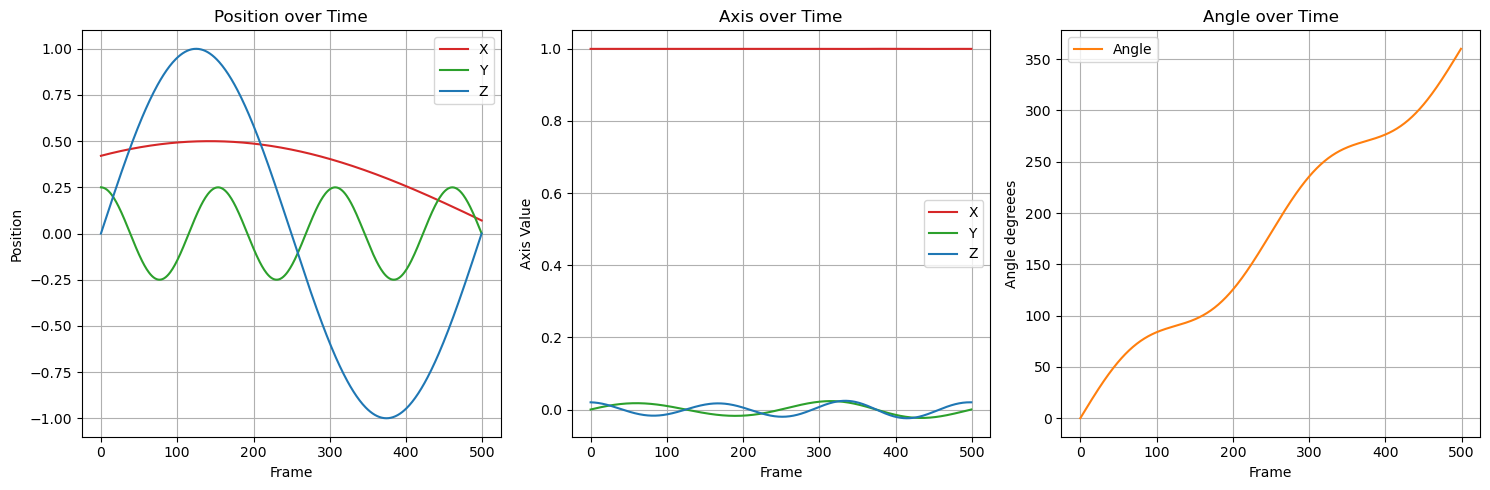 Position over Time
Position
1.00
0.75
0.50
0.25
0.00
−0.25
−0.50
−0.75
−1.00
X
Y
Z
0 100 200 300 400 500
Frame
Axis over Time
Axis Value
1.0
0.8
0.6
0.4
0.2
0.0
X
Y
Z
0 100 200 300 400 500
Frame
Angle over Time
Angle degreees
350
300
250
200
150
100
50
0
Angle
0 100 200 300 400 500
Frame